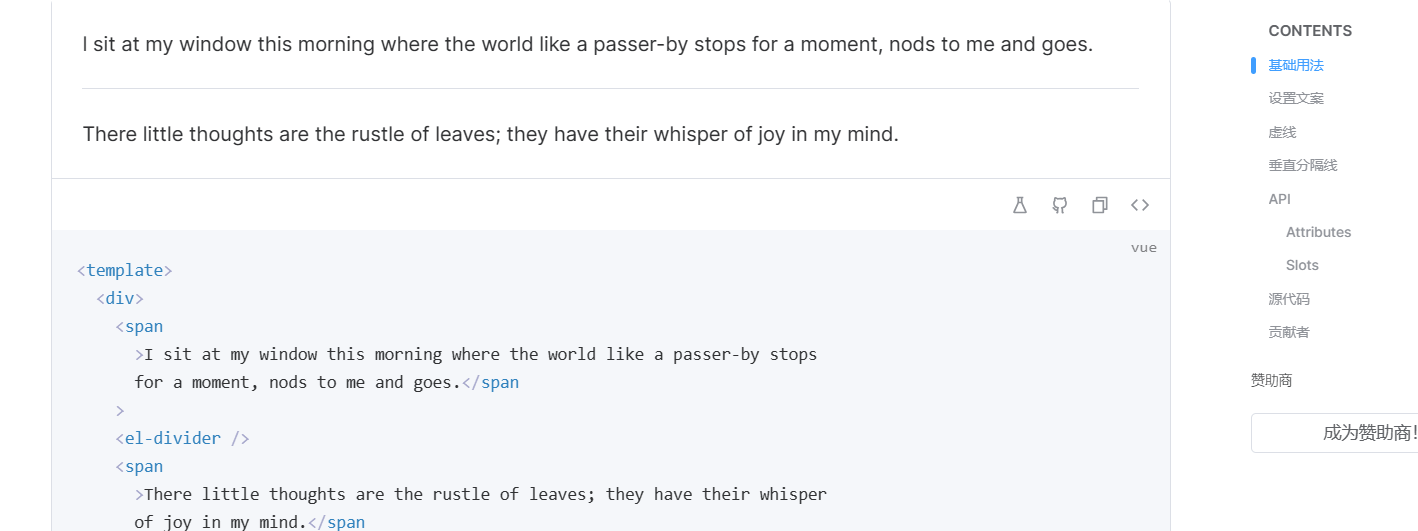 I sit at my window this morning where the world like a passer-by stops for a moment, nods to me and goes.
There little thoughts are the rustle of leaves; they have their whisper of joy in my mind.
vue
<template>
  <div>
    <span
      >I sit at my window this morning where the world like a passer-by stops
      for a moment, nods to me and goes.</span
    >
    <el-divider />
    <span
      >There little thoughts are the rustle of leaves; they have their whisper
      of joy in my mind.</span
CONTENTS
基础用法
设置文案
虚线
垂直分隔线
API
Attributes
Slots
源代码
贡献者
赞助商
成为赞助商!